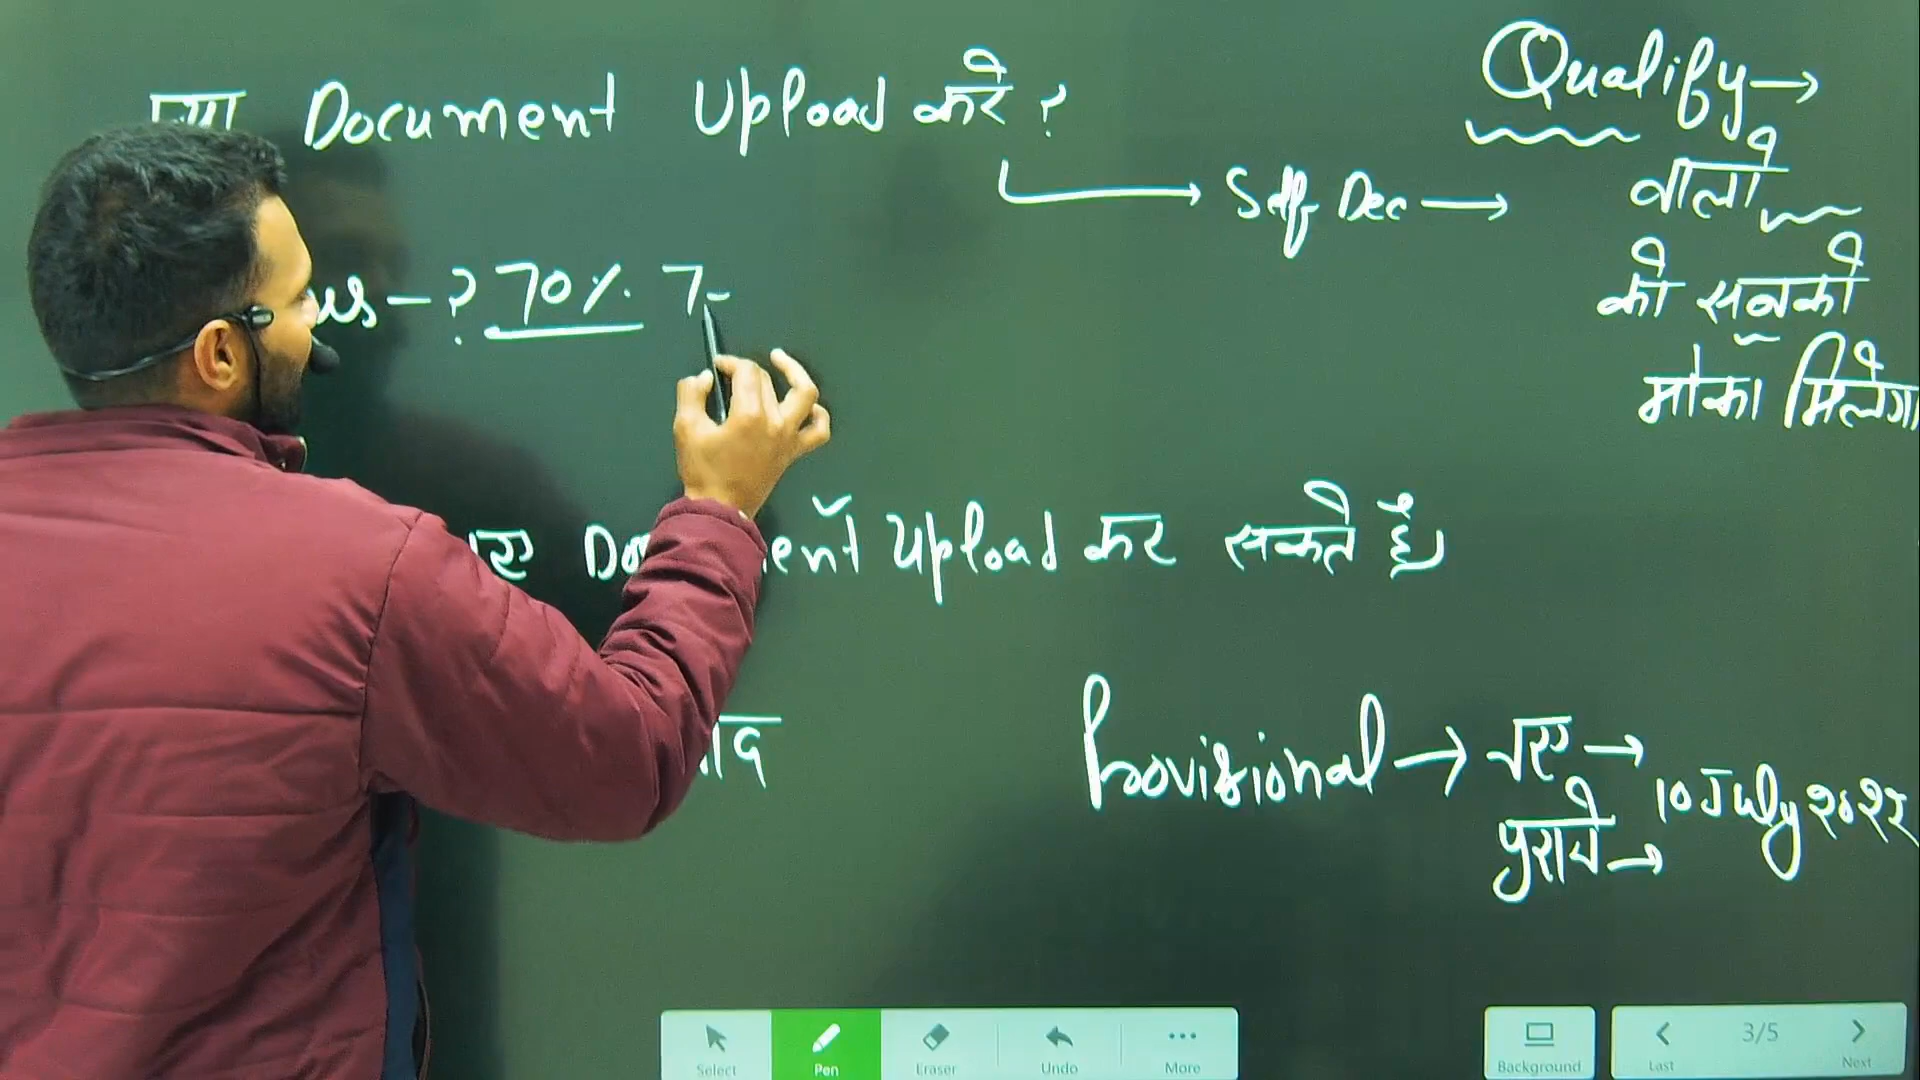 Document Upload करे ?
Self Dec →
Qualify →
वालो
को सबको
मोका मिलेगा
- ? 70% 7
Upload कर सकते हैं।
Provisional → नए →
पुराने →
10 July
Select
Pen
Eraser
Undo
More
Background
Last
3/5
Next